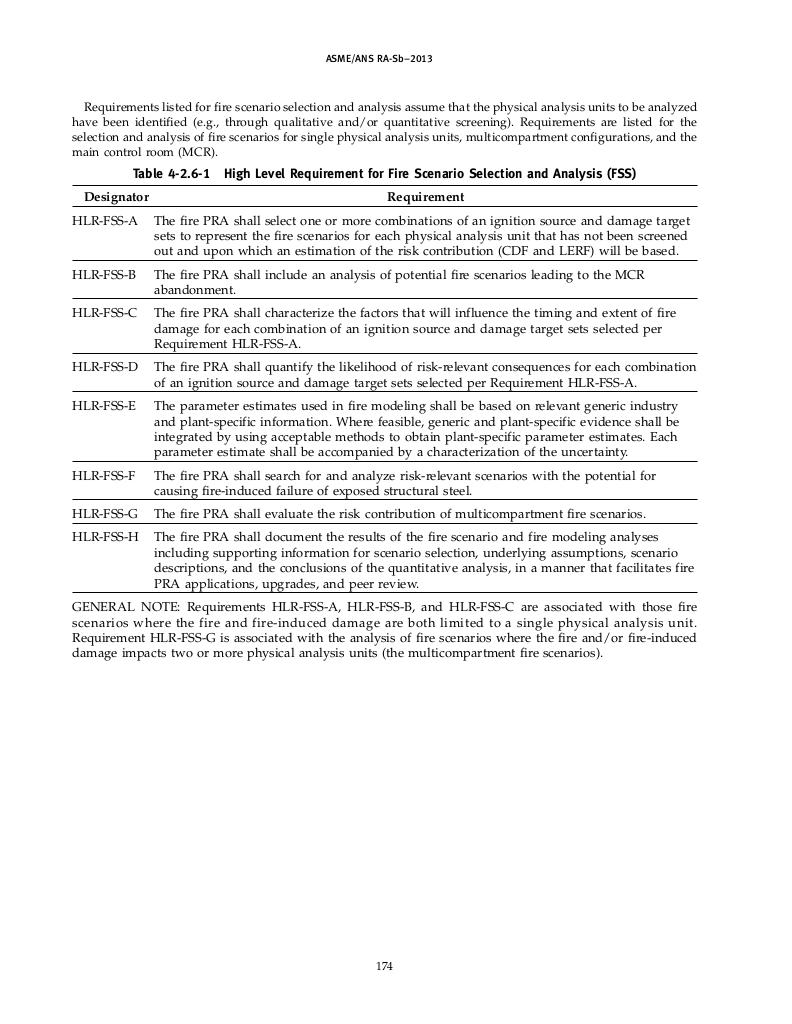 ASME/ANS RA-Sb–2013
Requirements listed for fire scenario selection and analysis assume that the physical analysis units to be analyzed
have been identified (e.g., through qualitative and/or quantitative screening). Requirements are listed for the
selection and analysis of fire scenarios for single physical analysis units, multicompartment configurations, and the
main control room (MCR).
Table 4-2.6-1 High Level Requirement for Fire Scenario Selection and Analysis (FSS)
Designator Requirement
HLR-FSS-A The fire PRA shall select one or more combinations of an ignition source and damage target
sets to represent the fire scenarios for each physical analysis unit that has not been screened
out and upon which an estimation of the risk contribution (CDF and LERF) will be based.
HLR-FSS-B The fire PRA shall include an analysis of potential fire scenarios leading to the MCR
abandonment.
HLR-FSS-C The fire PRA shall characterize the factors that will influence the timing and extent of fire
damage for each combination of an ignition source and damage target sets selected per
Requirement HLR-FSS-A.
HLR-FSS-D The fire PRA shall quantify the likelihood of risk-relevant consequences for each combination
of an ignition source and damage target sets selected per Requirement HLR-FSS-A.
HLR-FSS-E The parameter estimates used in fire modeling shall be based on relevant generic industry
and plant-specific information. Where feasible, generic and plant-specific evidence shall be
integrated by using acceptable methods to obtain plant-specific parameter estimates. Each
parameter estimate shall be accompanied by a characterization of the uncertainty.
HLR-FSS-F The fire PRA shall search for and analyze risk-relevant scenarios with the potential for
causing fire-induced failure of exposed structural steel.
HLR-FSS-G The fire PRA shall evaluate the risk contribution of multicompartment fire scenarios.
HLR-FSS-H The fire PRA shall document the results of the fire scenario and fire modeling analyses
including supporting information for scenario selection, underlying assumptions, scenario
descriptions, and the conclusions of the quantitative analysis, in a manner that facilitates fire
PRA applications, upgrades, and peer review.
GENERAL NOTE: Requirements HLR-FSS-A, HLR-FSS-B, and HLR-FSS-C are associated with those fire
scenarios where the fire and fire-induced damage are both limited to a single physical analysis unit.
Requirement HLR-FSS-G is associated with the analysis of fire scenarios where the fire and/or fire-induced
damage impacts two or more physical analysis units (the multicompartment fire scenarios).
174